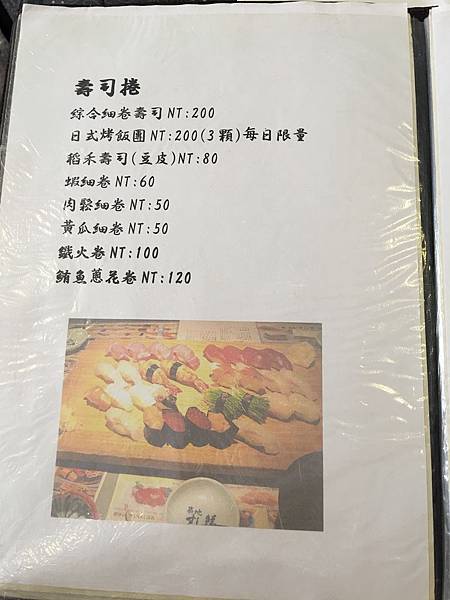 壽司捲
綜合細卷壽司NT:200
日式烤飯團NT:200(3顆)每日限量
稻禾壽司(豆皮)NT:80
蝦細卷NT:60
肉鬆細卷NT:50
黃瓜細卷NT:50
鐵火卷NT:100
鮪魚蔥花卷NT:120